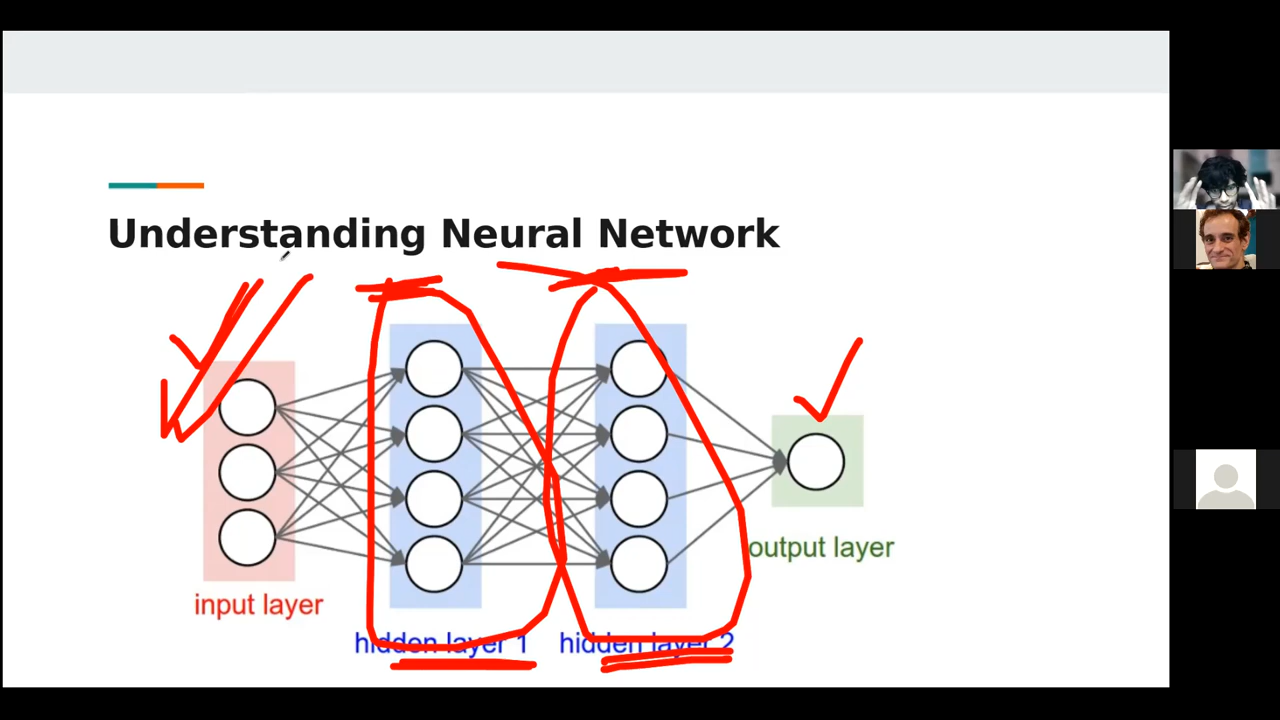 Understanding Neural Network
output layer
input layer
hidden layer 1
hidden layer 2